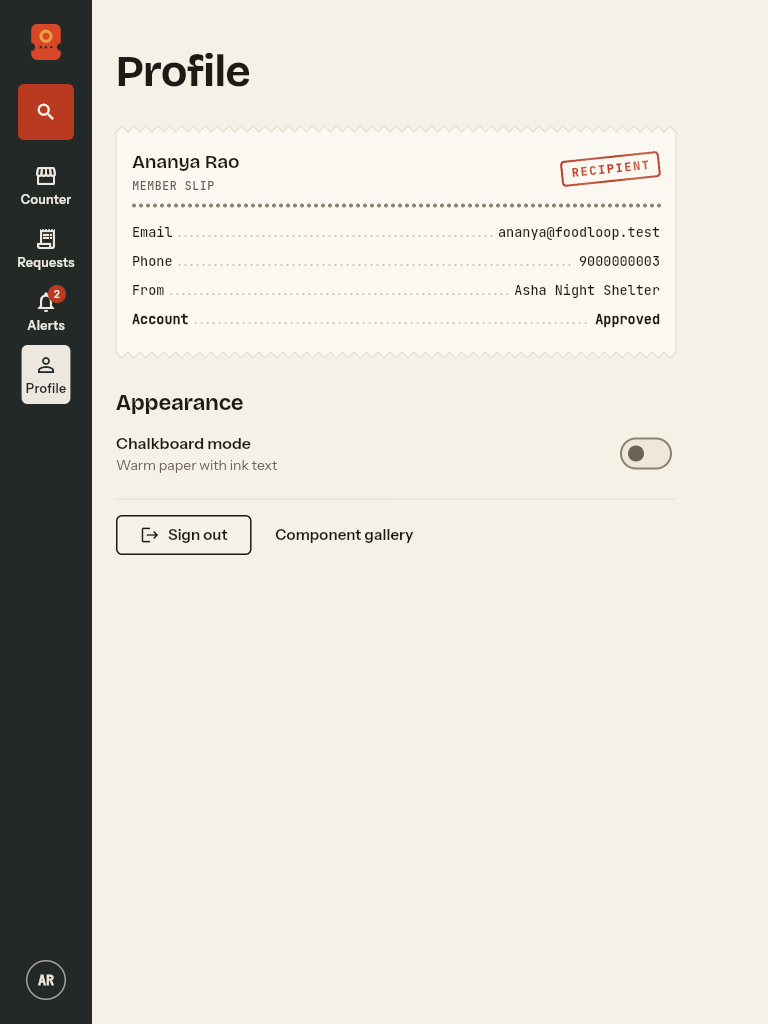 Profile
Ananya Rao
MEMBER SLIP
RECIPIENT
Email ananya@foodloop.test
Phone 9000000003
From Asha Night Shelter
Account Approved
Appearance
Chalkboard mode
Warm paper with ink text
Sign out
Component gallery
Counter
Requests
2
Alerts
Profile
AR